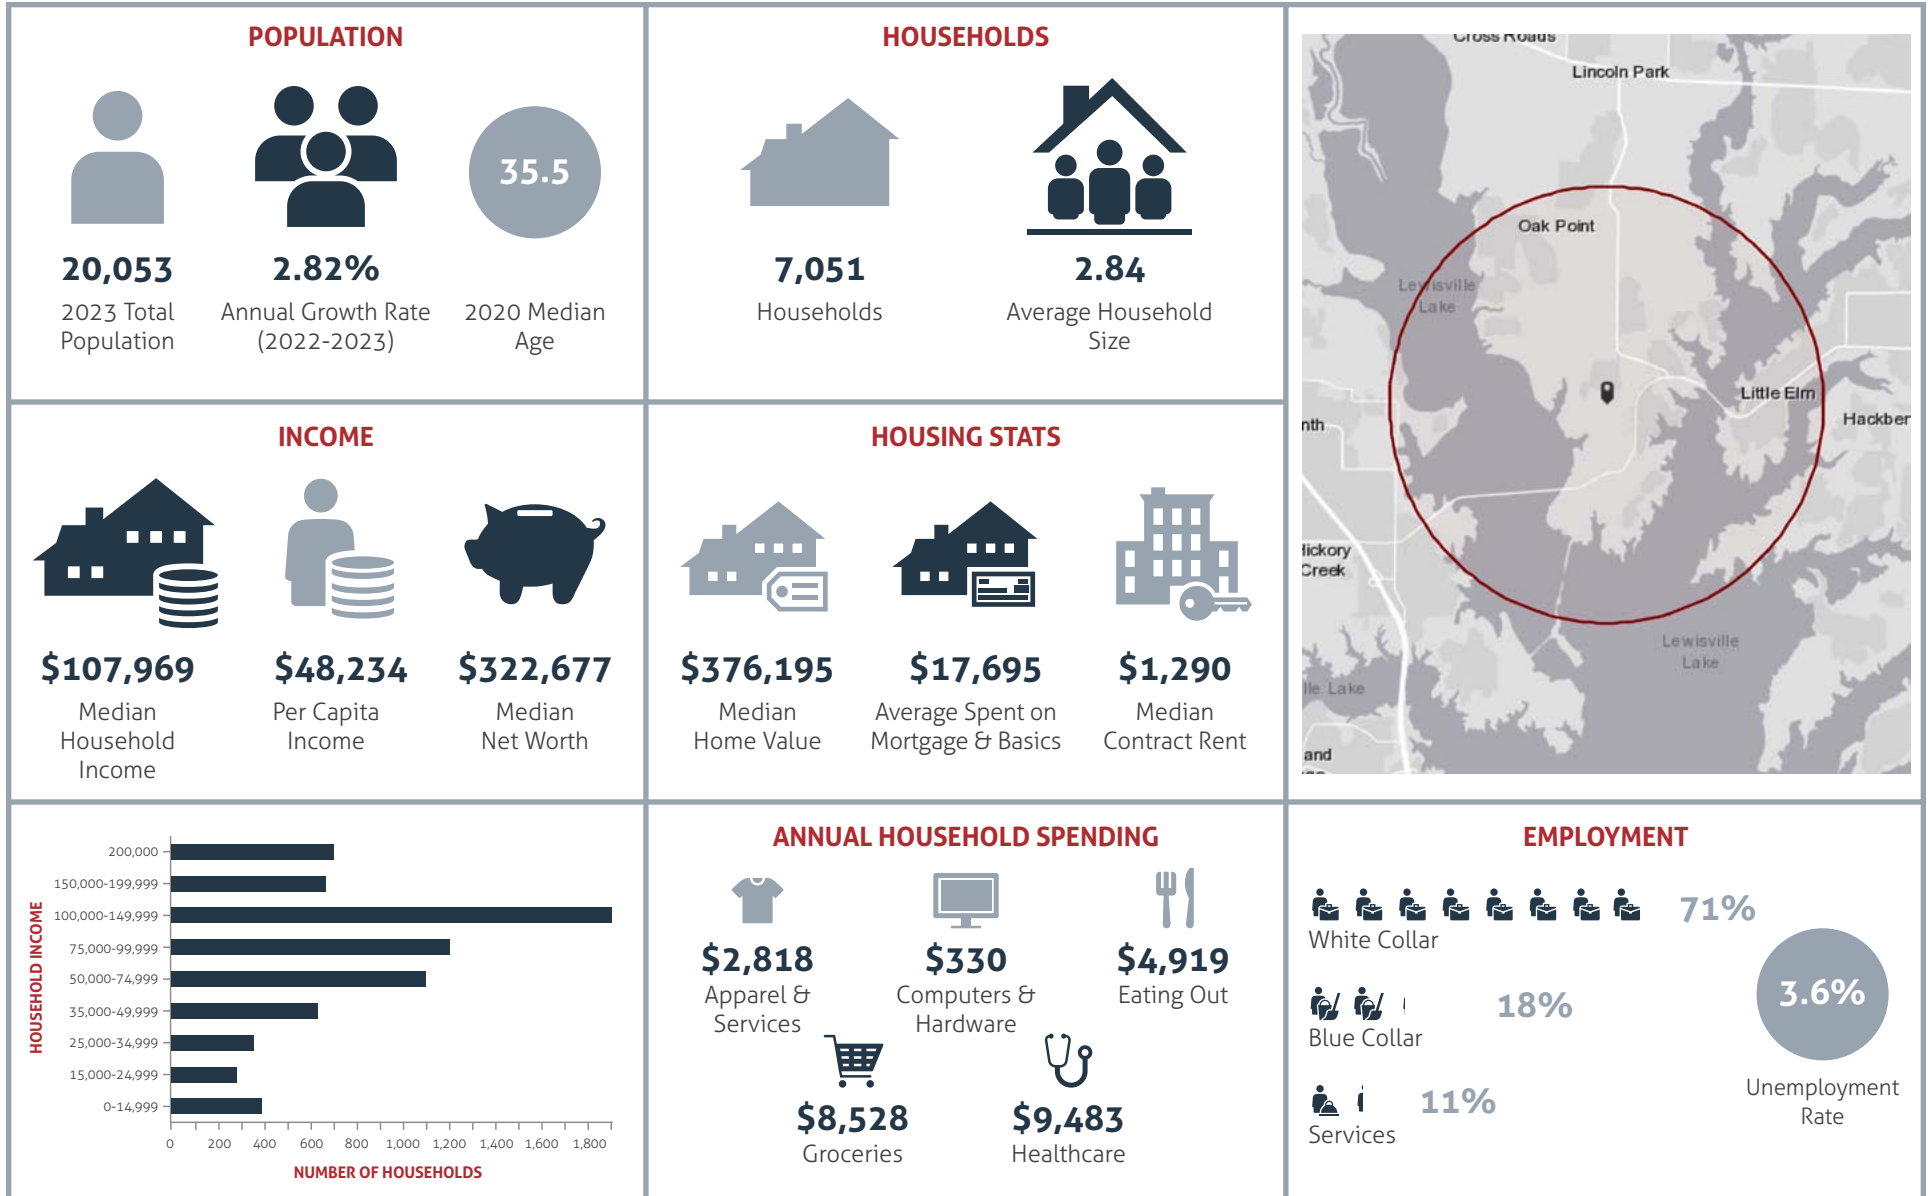 POPULATION
35.5
20,053
2.82%
2023 Total
Population
Annual Growth Rate
(2022-2023)
2020 Median
Age
HOUSEHOLDS
7,051
2.84
Households
Average Household
Size
Cross Roads
Lincoln Park
Oak Point
Lewisville
Lake
Little Elm
Hackber
nth
Hickory
Creek
Lewisville
Lake
lle Lake
and
INCOME
$107,969
$48,234
$322,677
Median
Household
Income
Per Capita
Income
Median
Net Worth
HOUSING STATS
$376,195
$17,695
$1,290
Median
Home Value
Average Spent on
Mortgage & Basics
Median
Contract Rent
HOUSEHOLD INCOME
200,000
150,000-199,999
100,000-149,999
75,000-99,999
50,000-74,999
35,000-49,999
25,000-34,999
15,000-24,999
0-14,999
0 200 400 600 800 1,000 1,200 1,400 1,600 1,800
NUMBER OF HOUSEHOLDS
ANNUAL HOUSEHOLD SPENDING
$2,818
$330
$4,919
Apparel &
Services
Computers &
Hardware
Eating Out
$8,528
$9,483
Groceries
Healthcare
EMPLOYMENT
71%
White Collar
18%
Blue Collar
11%
Services
3.6%
Unemployment
Rate